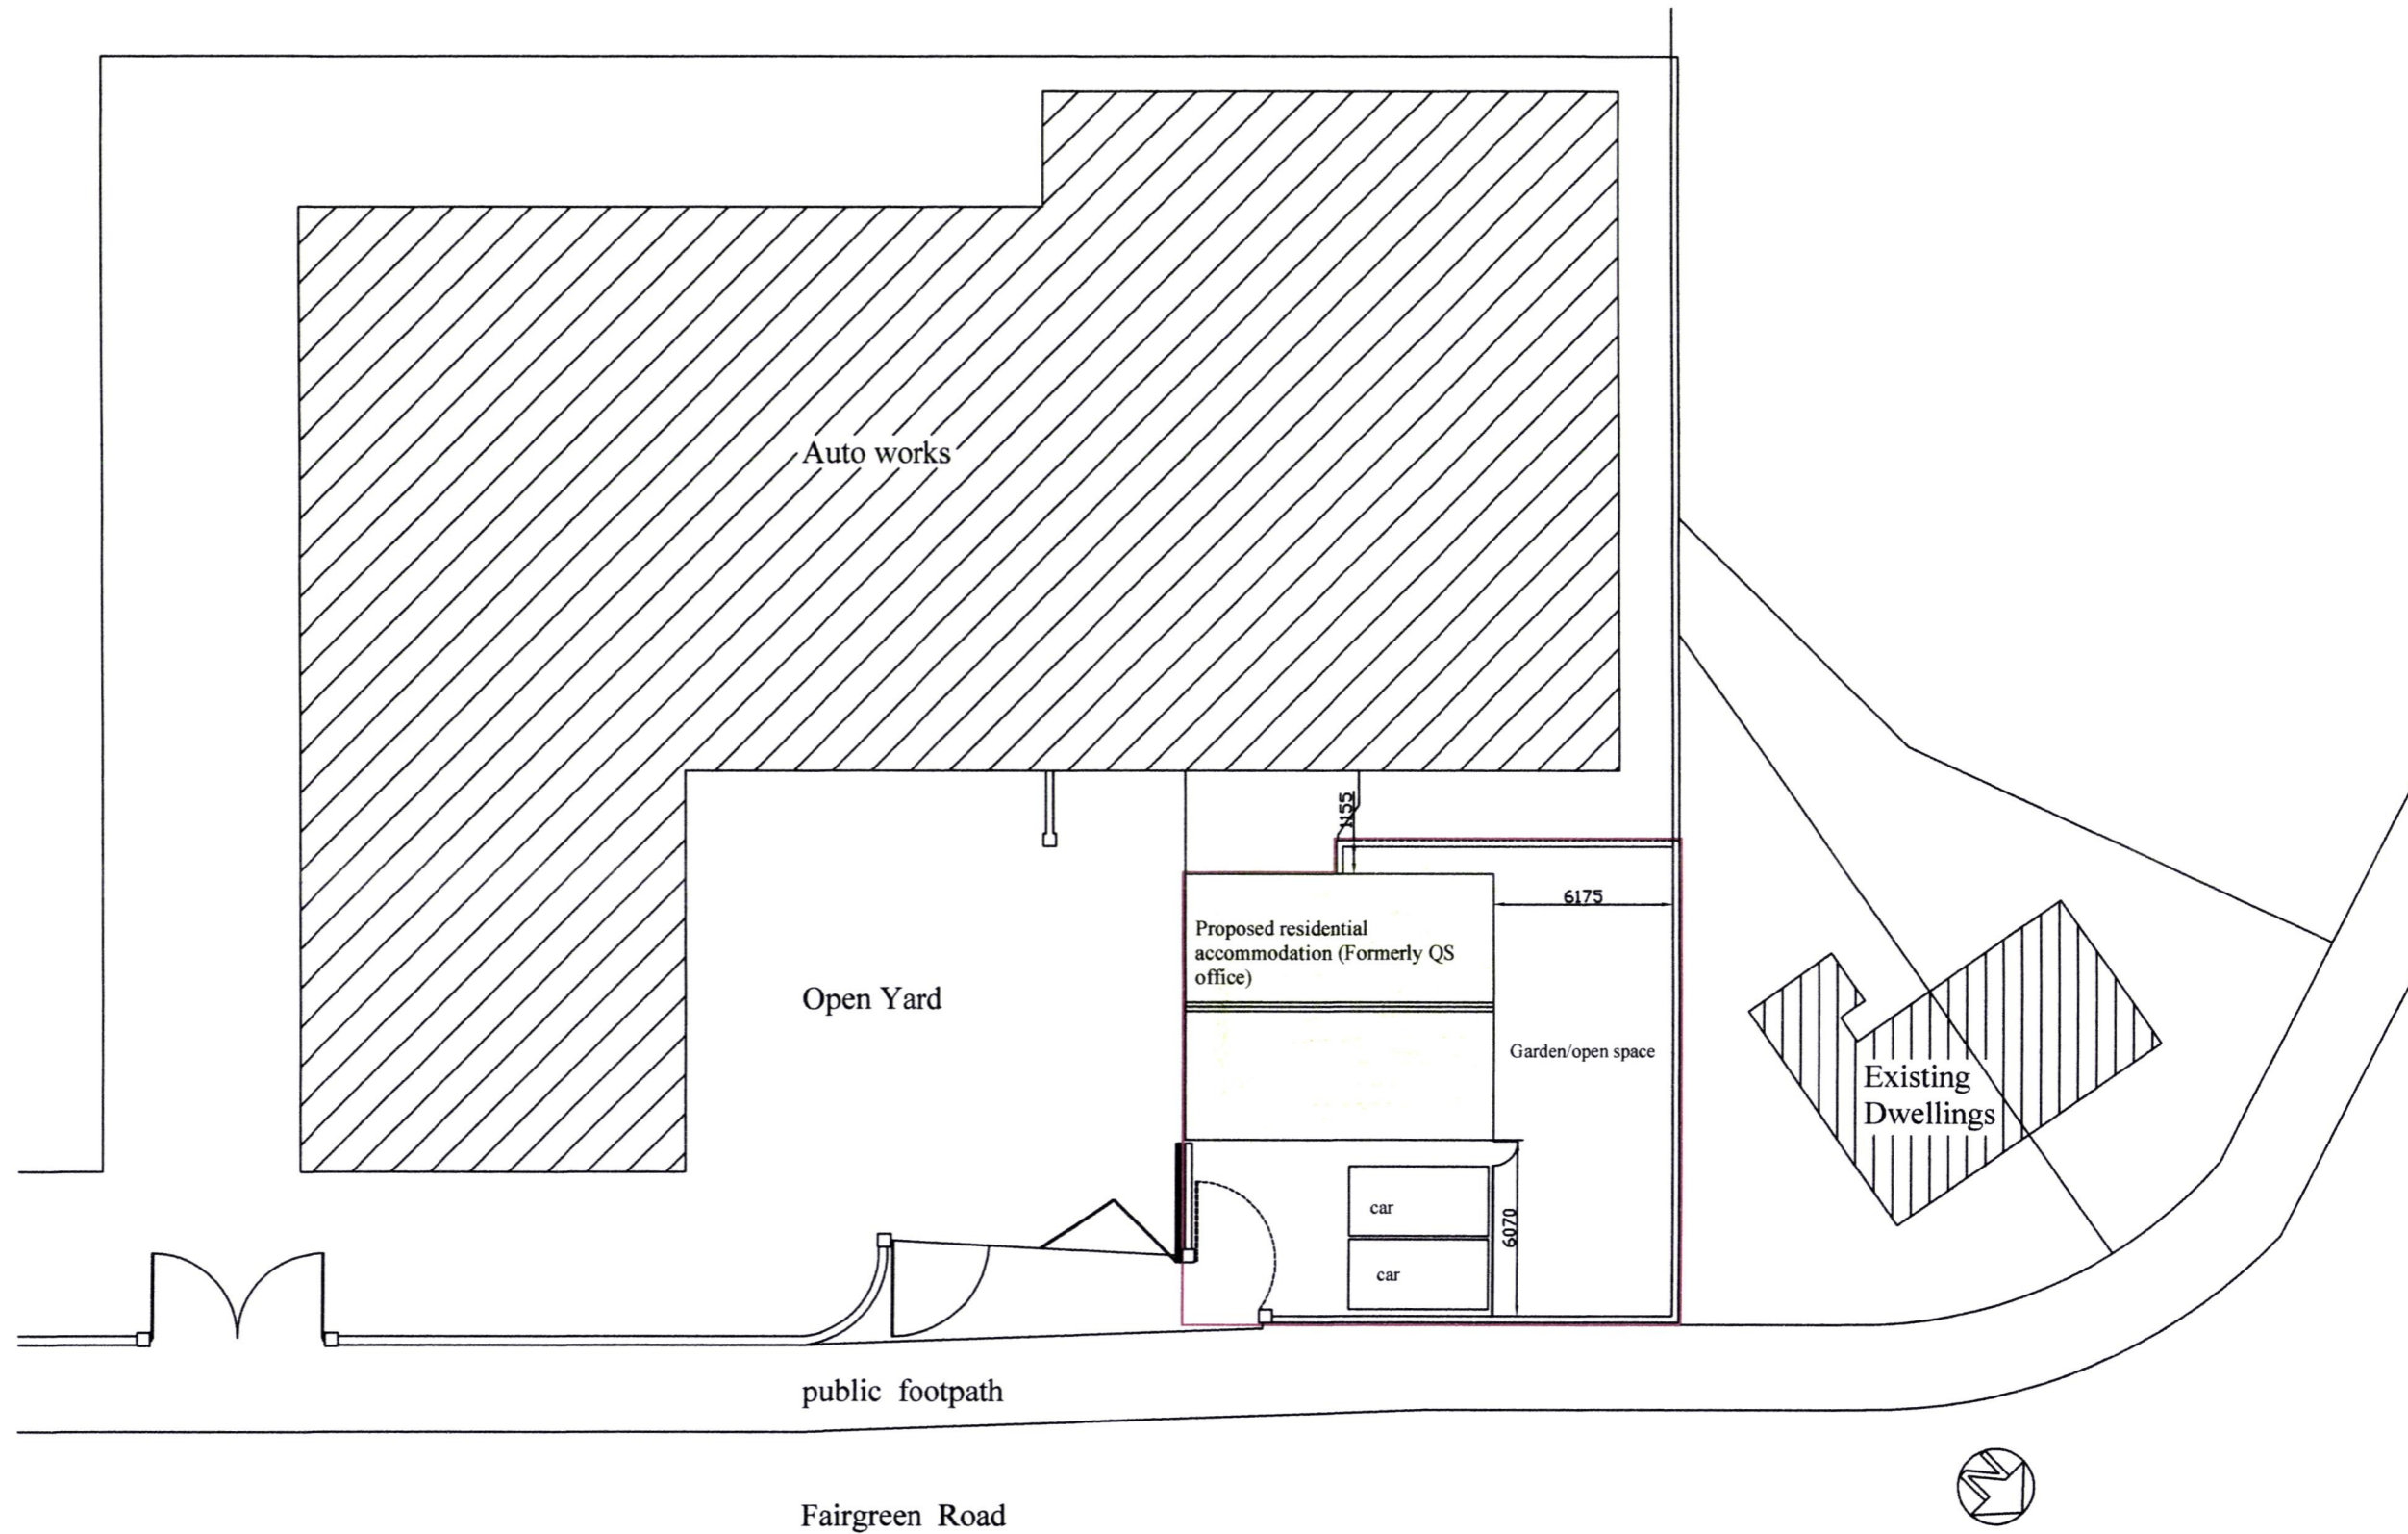 Auto works
1155
6175
Proposed residential
accommodation (Formerly QS
office)
Open Yard
Garden/open space
Existing
Dwellings
car
6070
car
public footpath
Fairgreen Road
N